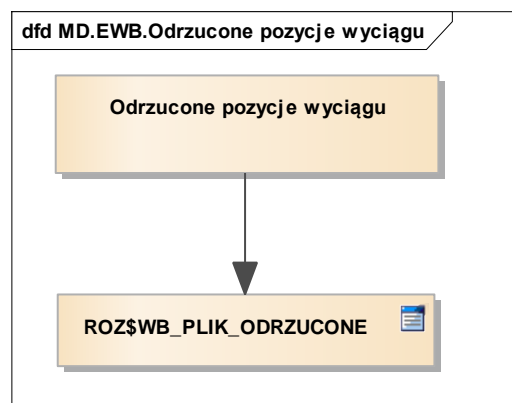 dfd MD.EWB.Odrzucone pozycje wyciągu
Odrzucone pozycje wyciągu
ROZ$WB_PLIK_ODRZUCONE